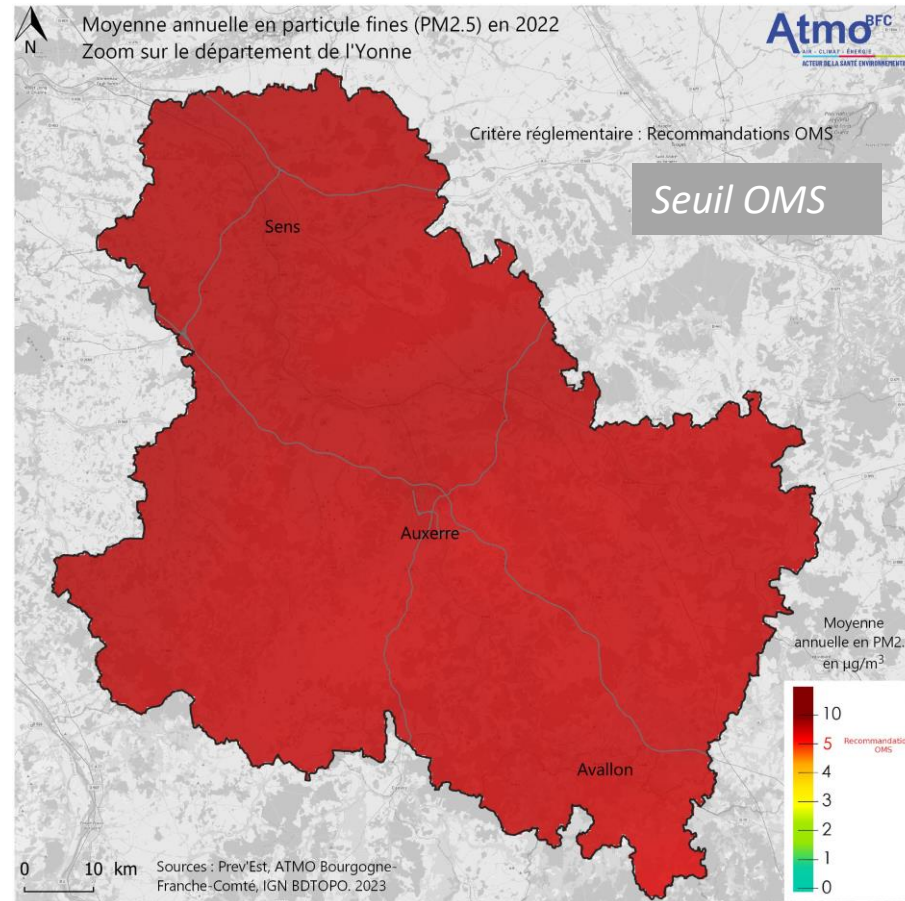 N
Moyenne annuelle en particule fines (PM2.5) en 2022
Zoom sur le département de l'Yonne
Atmo BFC
AIR - CLIMAT - ÉNERGIE
ACTEUR DE LA SANTÉ ENVIRONNEMENTA
Critère réglementaire : Recommandations OMS
Seuil OMS
Sens
Auxerre
Avallon
Moyenne
annuelle en PM2.
en µg/m³
10
5 Recommandatio
OMS
4
3
2
1
0
0 10 km
Sources : Prev'Est, ATMO Bourgogne-
Franche-Comté, IGN BDTOPO. 2023